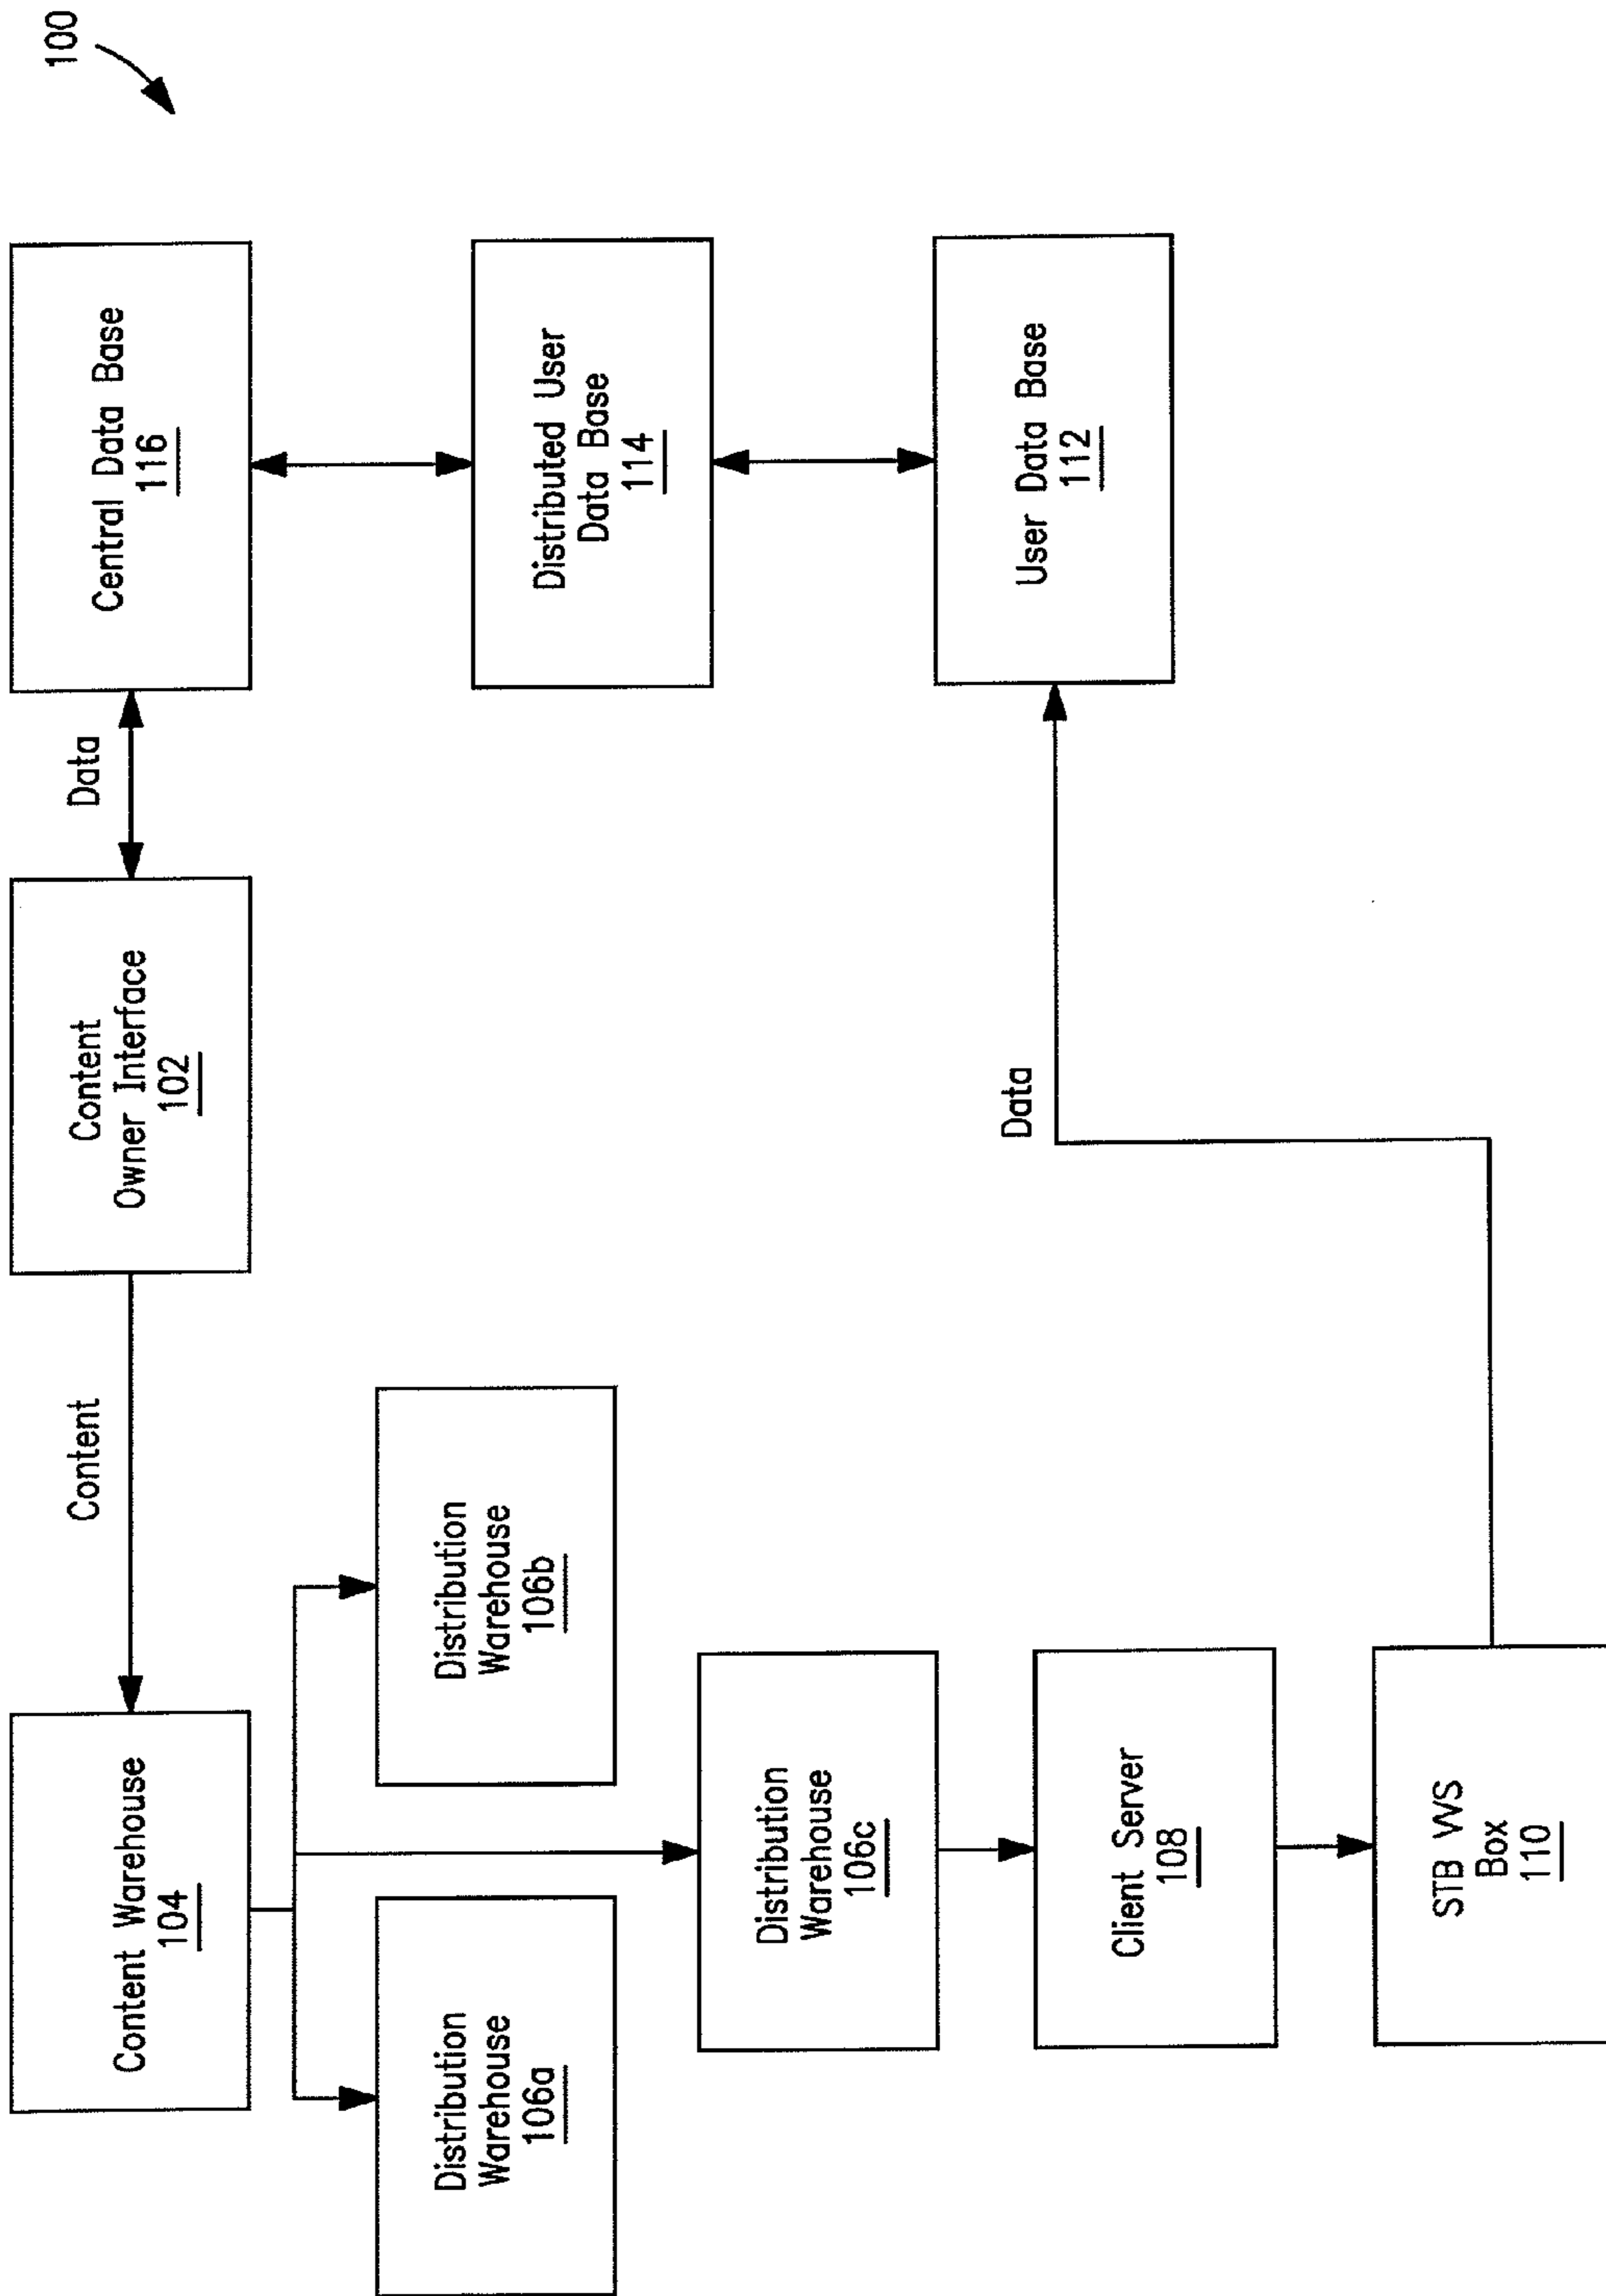 100
Content Warehouse
104
Content
Content
Owner Interface
102
Data
Central Data Base
116
Distribution
Warehouse
106a
Distribution
Warehouse
106b
Distributed User
Data Base
114
Distribution
Warehouse
106c
Client Server
108
Data
User Data Base
112
STB VVS
Box
110